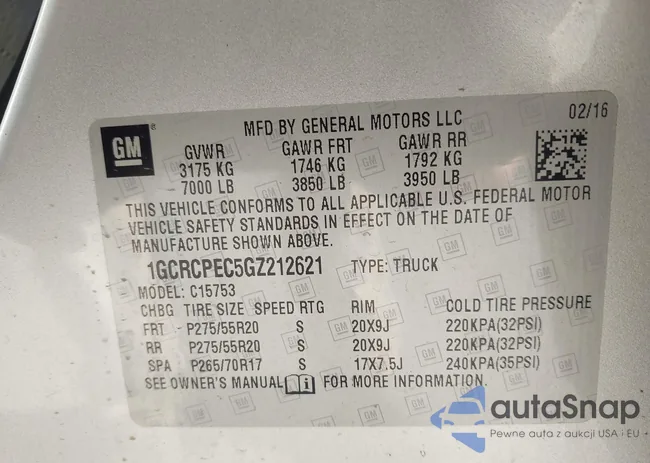 MFD BY GENERAL MOTORS LLC
02/16
GM
®
GVWR GAWR FRT GAWR RR
3175 KG 1746 KG 1792 KG
7000 LB 3850 LB 3950 LB
THIS VEHICLE CONFORMS TO ALL APPLICABLE U.S. FEDERAL MOTOR
VEHICLE SAFETY STANDARDS IN EFFECT ON THE DATE OF
MANUFACTURE SHOWN ABOVE.
1GCRCPEC5GZ212621 TYPE: TRUCK
MODEL: C15753
CHBG TIRE SIZE SPEED RTG RIM COLD TIRE PRESSURE
FRT - P275/55R20 S 20X9J 220KPA(32PSI)
RR P275/55R20 S 20X9J 220KPA(32PSI)
SPA P265/70R17 S 17X7.5J 240KPA(35PSI)
SEE OWNER'S MANUAL FOR MORE INFORMATION.
autaSnap
Pewne auta z aukcji USA i EU